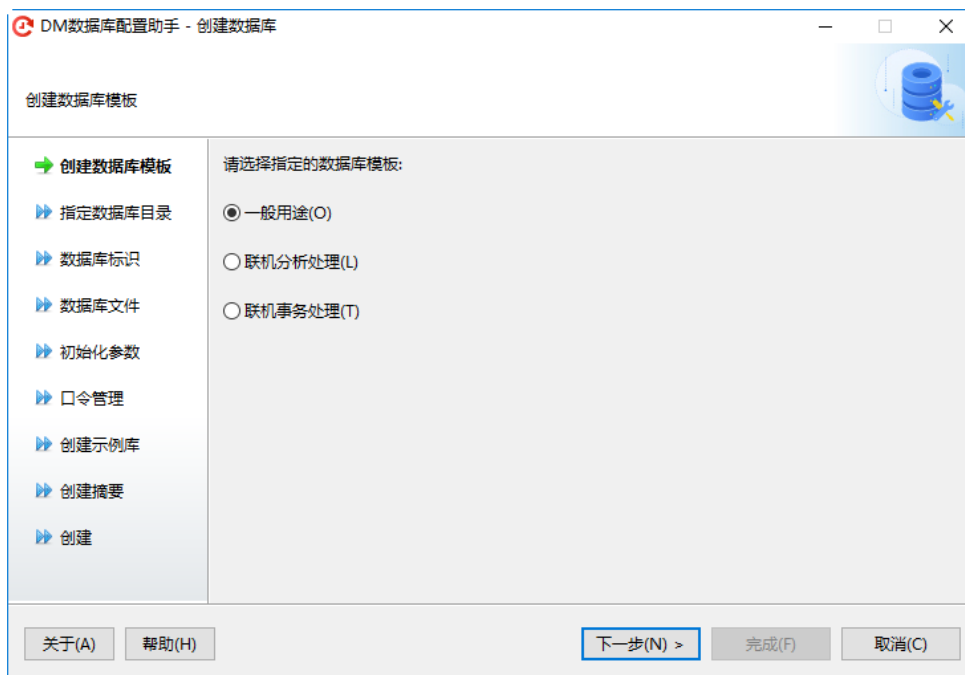 DM数据库配置助手 - 创建数据库
创建数据库模板
创建数据库模板
指定数据库目录
数据库标识
数据库文件
初始化参数
口令管理
创建示例库
创建摘要
创建
请选择指定的数据库模板:
一般用途(O)
联机分析处理(L)
联机事务处理(T)
关于(A)
帮助(H)
下一步(N) >
完成(F)
取消(C)